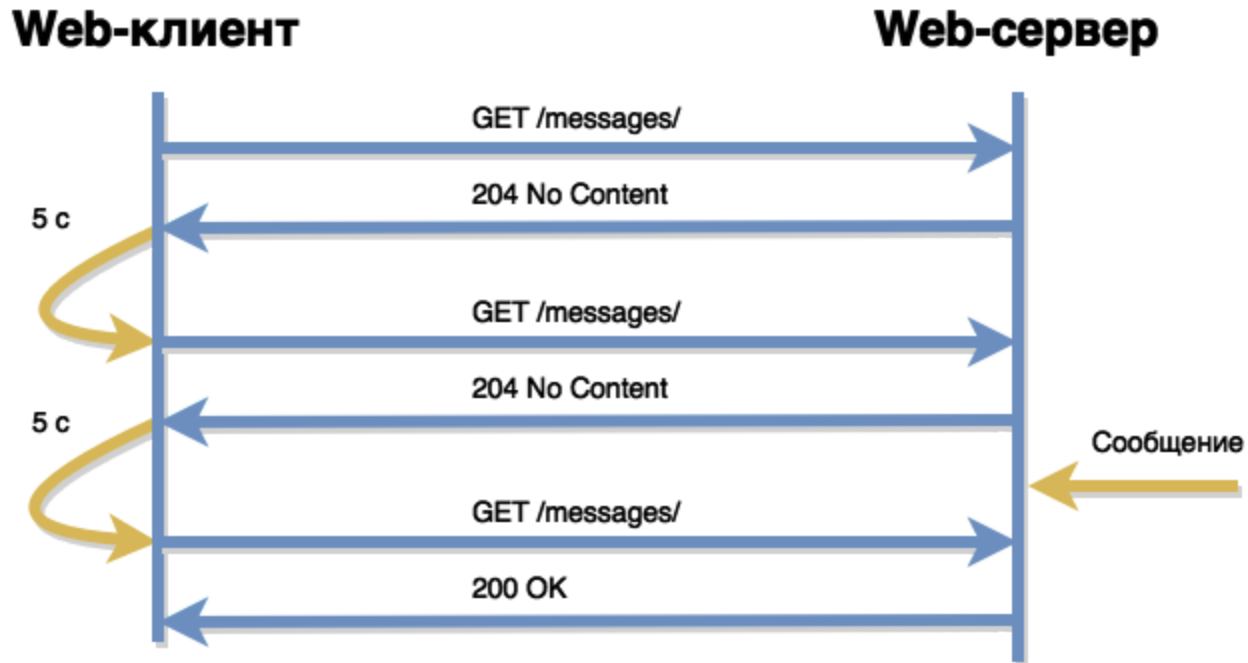 Web-клиент
Web-сервер
GET /messages/
204 No Content
5 с
GET /messages/
204 No Content
5 с
Сообщение
GET /messages/
200 OK